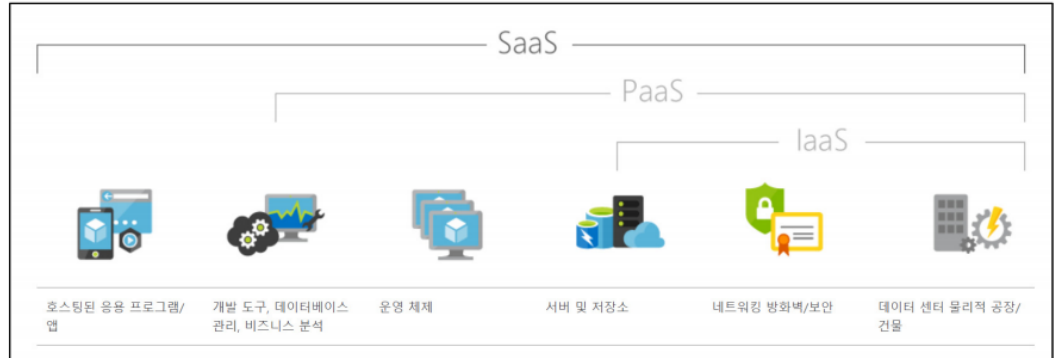 SaaS
PaaS
IaaS
호스팅된 응용 프로그램/
앱
개발 도구, 데이터베이스
관리, 비즈니스 분석
운영 체제
서버 및 저장소
네트워킹 방화벽/보안
데이터 센터 물리적 공장/
건물